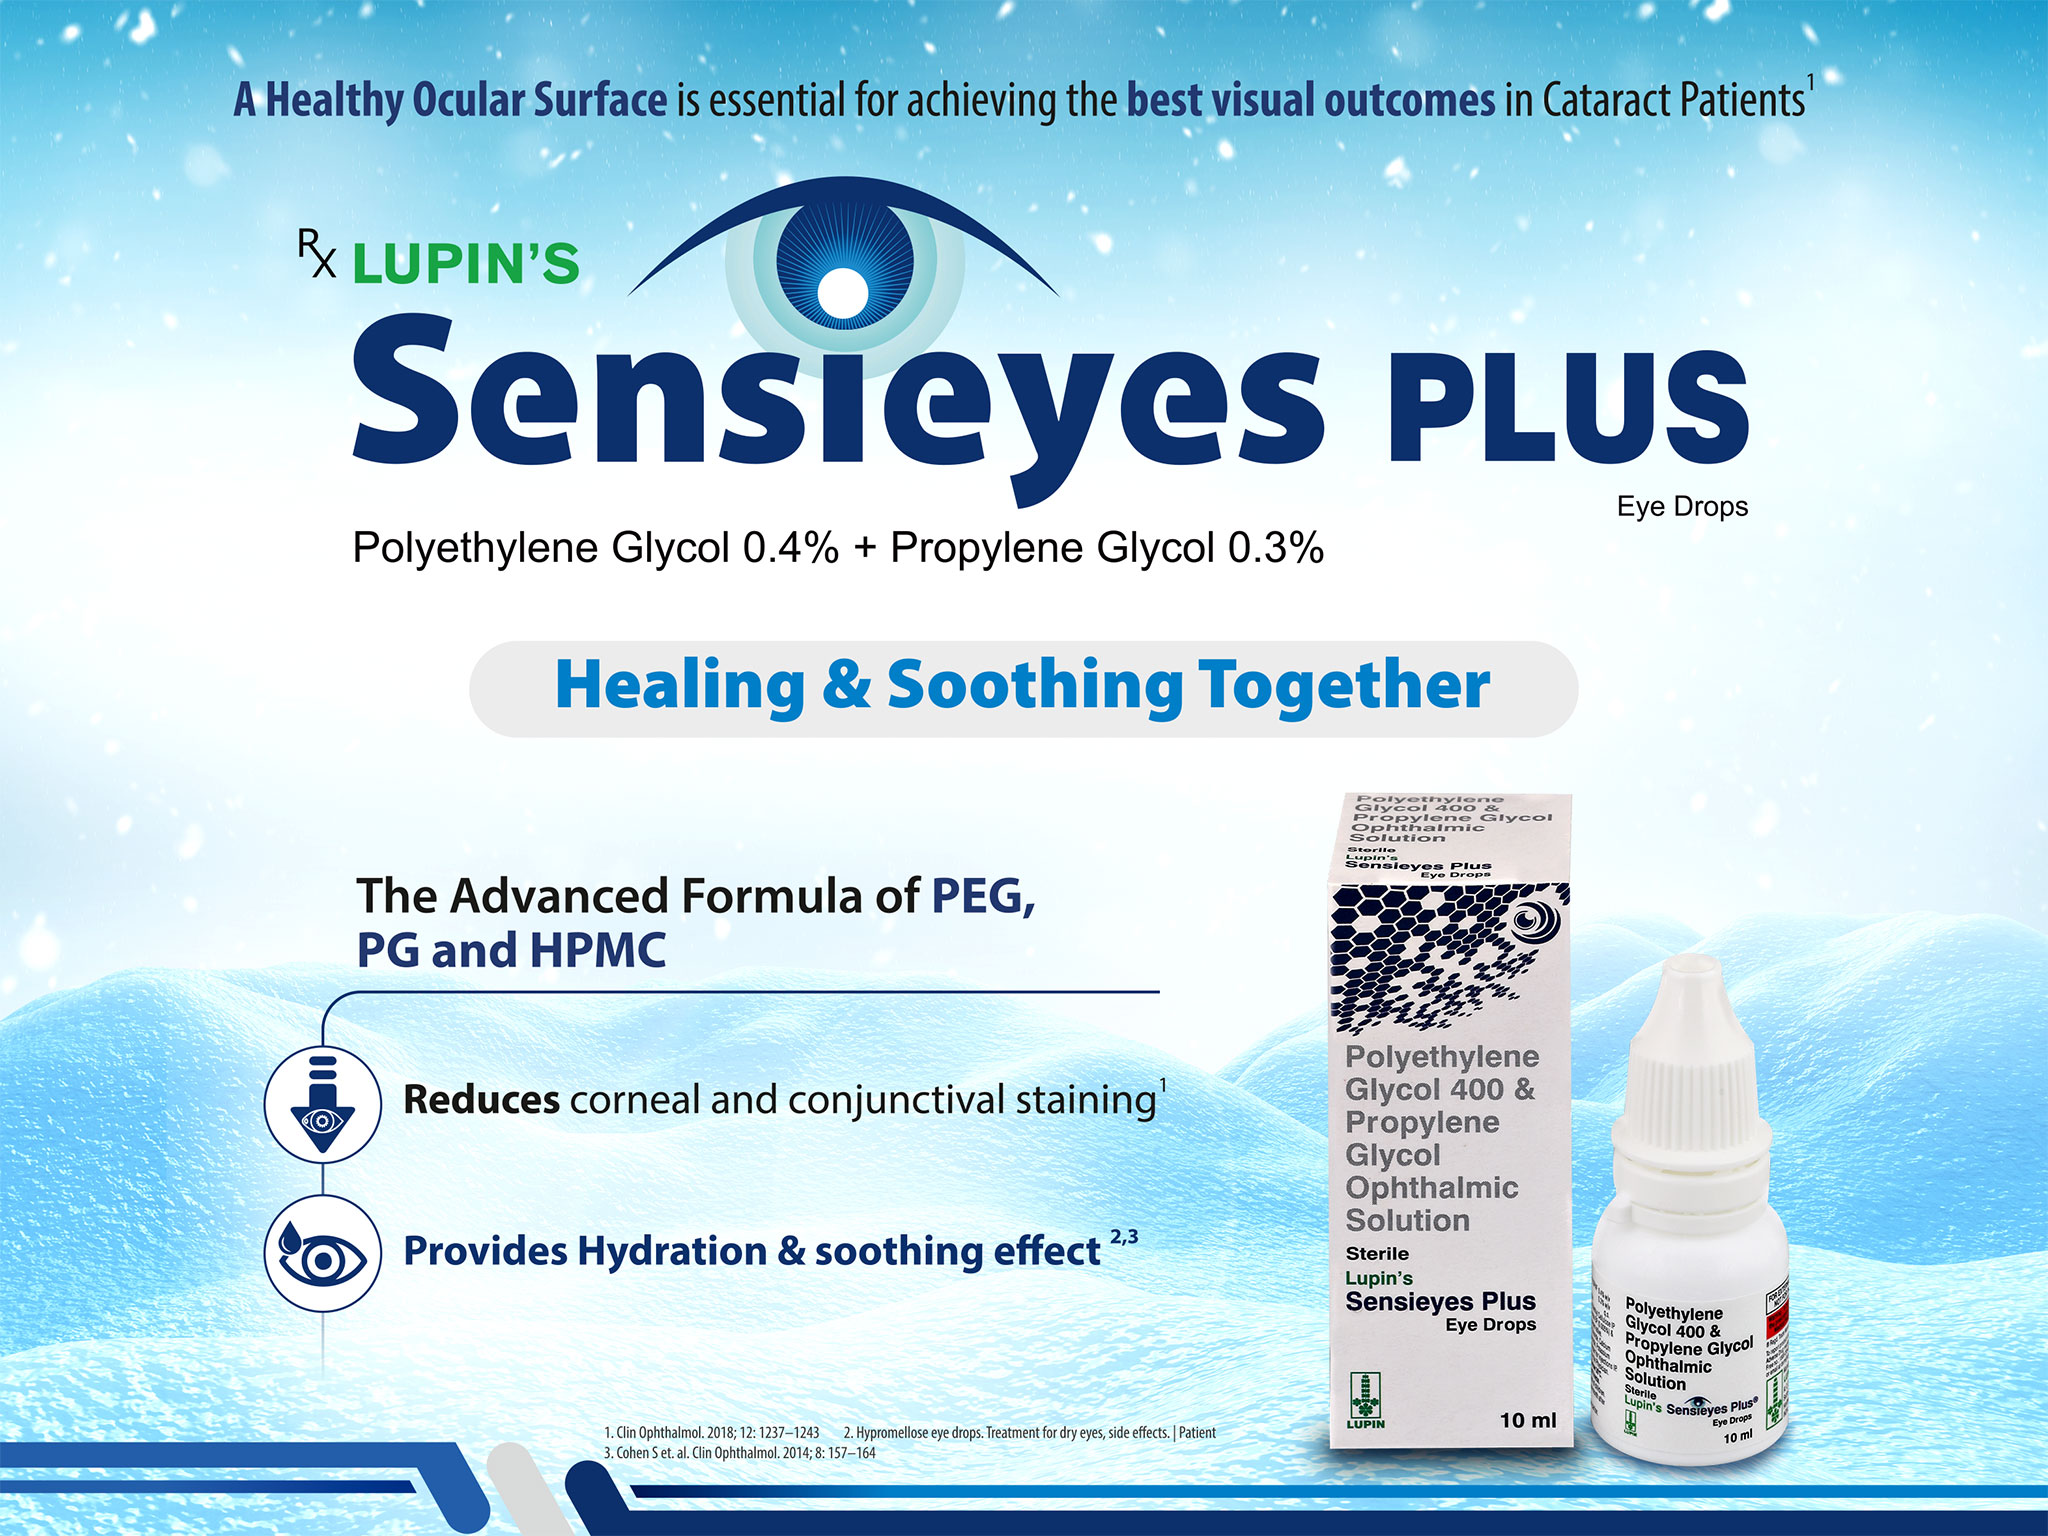 A Healthy Ocular Surface is essential for achieving the best visual outcomes in Cataract Patients¹
Rx LUPIN'S
Sensieyes PLUS
Eye Drops
Polyethylene Glycol 0.4% + Propylene Glycol 0.3%
Healing & Soothing Together
The Advanced Formula of PEG,
PG and HPMC
Reduces corneal and conjunctival staining¹
Provides Hydration & soothing effect ²,³
Polyethylene
Glycol 400 &
Propylene Glycol
Ophthalmic
Solution
Sterile
Lupin's
Sensieyes Plus
Eye Drops
Polyethylene
Glycol 400 &
Propylene
Glycol
Ophthalmic
Solution
Sterile
Lupin's
Sensieyes Plus
Eye Drops
LUPIN
10 ml
Polyethylene
Glycol 400 &
Propylene Glycol
Ophthalmic
Solution
Sterile
Lupin's Sensieyes Plus®
Eye Drops
LUPIN
10 ml
1. Clin Ophthalmol. 2018; 12: 1237–1243 2. Hypromellose eye drops. Treatment for dry eyes, side effects. | Patient
3. Cohen S et. al. Clin Ophthalmol. 2014; 8: 157–164